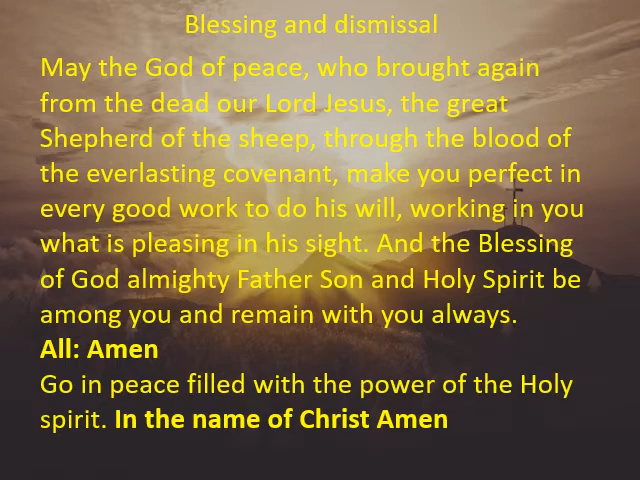 Blessing and dismissal
May the God of peace, who brought again
from the dead our Lord Jesus, the great
Shepherd of the sheep, through the blood of
the everlasting covenant, make you perfect in
every good work to do his will, working in you
what is pleasing in his sight. And the Blessing
of God almighty Father Son and Holy Spirit be
among you and remain with you always.
All: Amen
Go in peace filled with the power of the Holy
spirit. In the name of Christ Amen